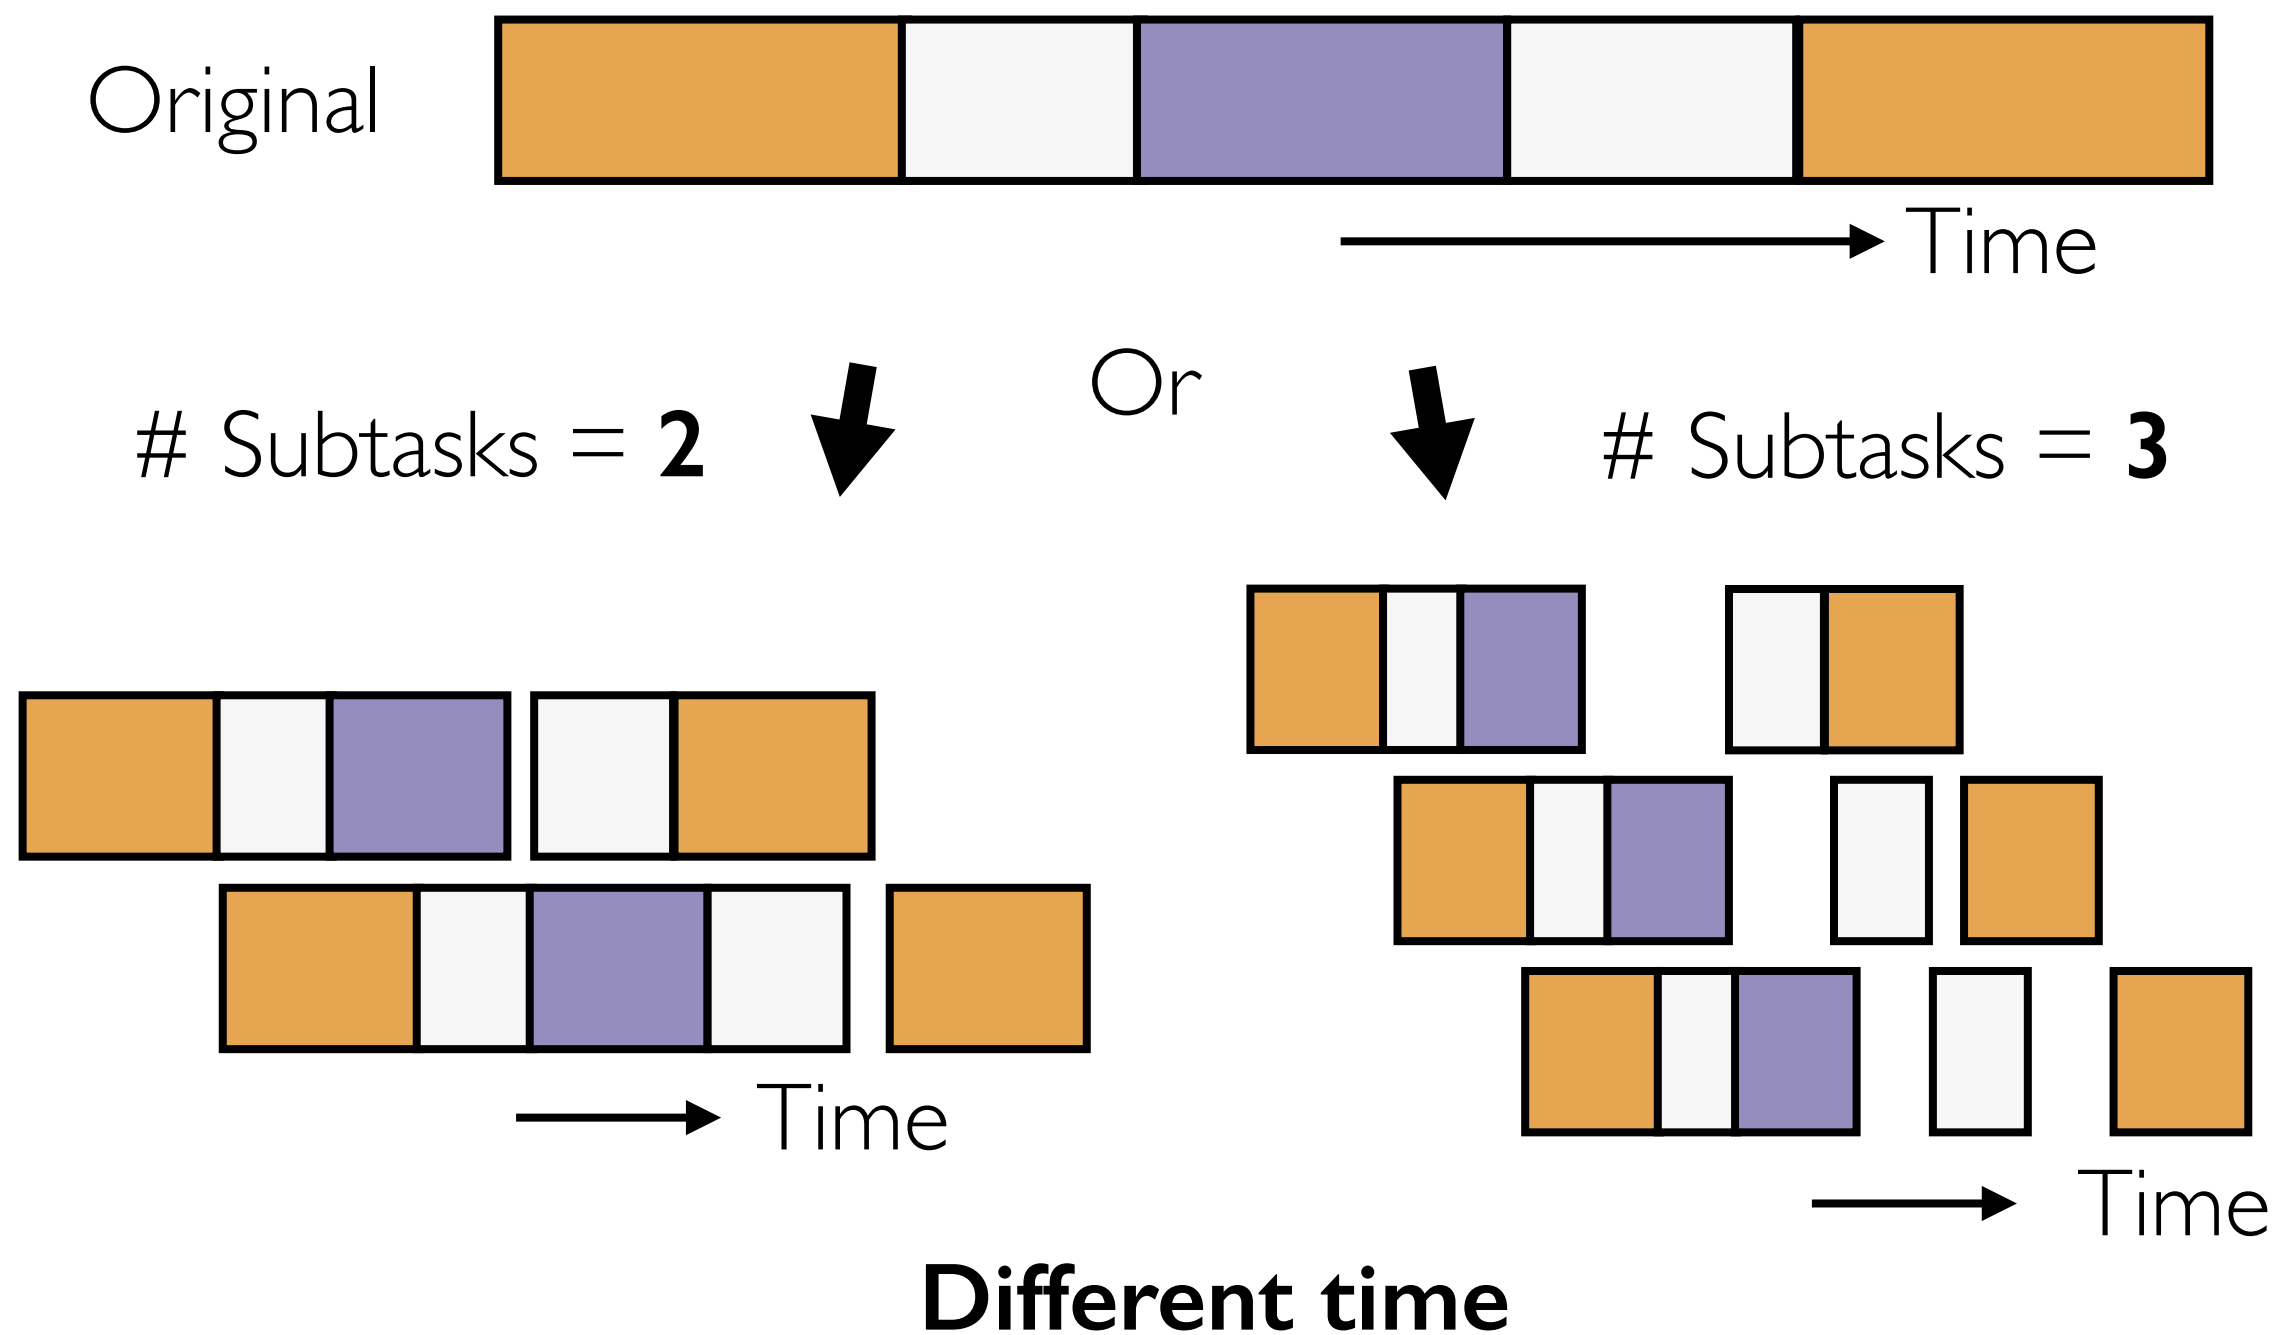 Original
Time
Or
# Subtasks = 2
# Subtasks = 3
Time
Time
Different time